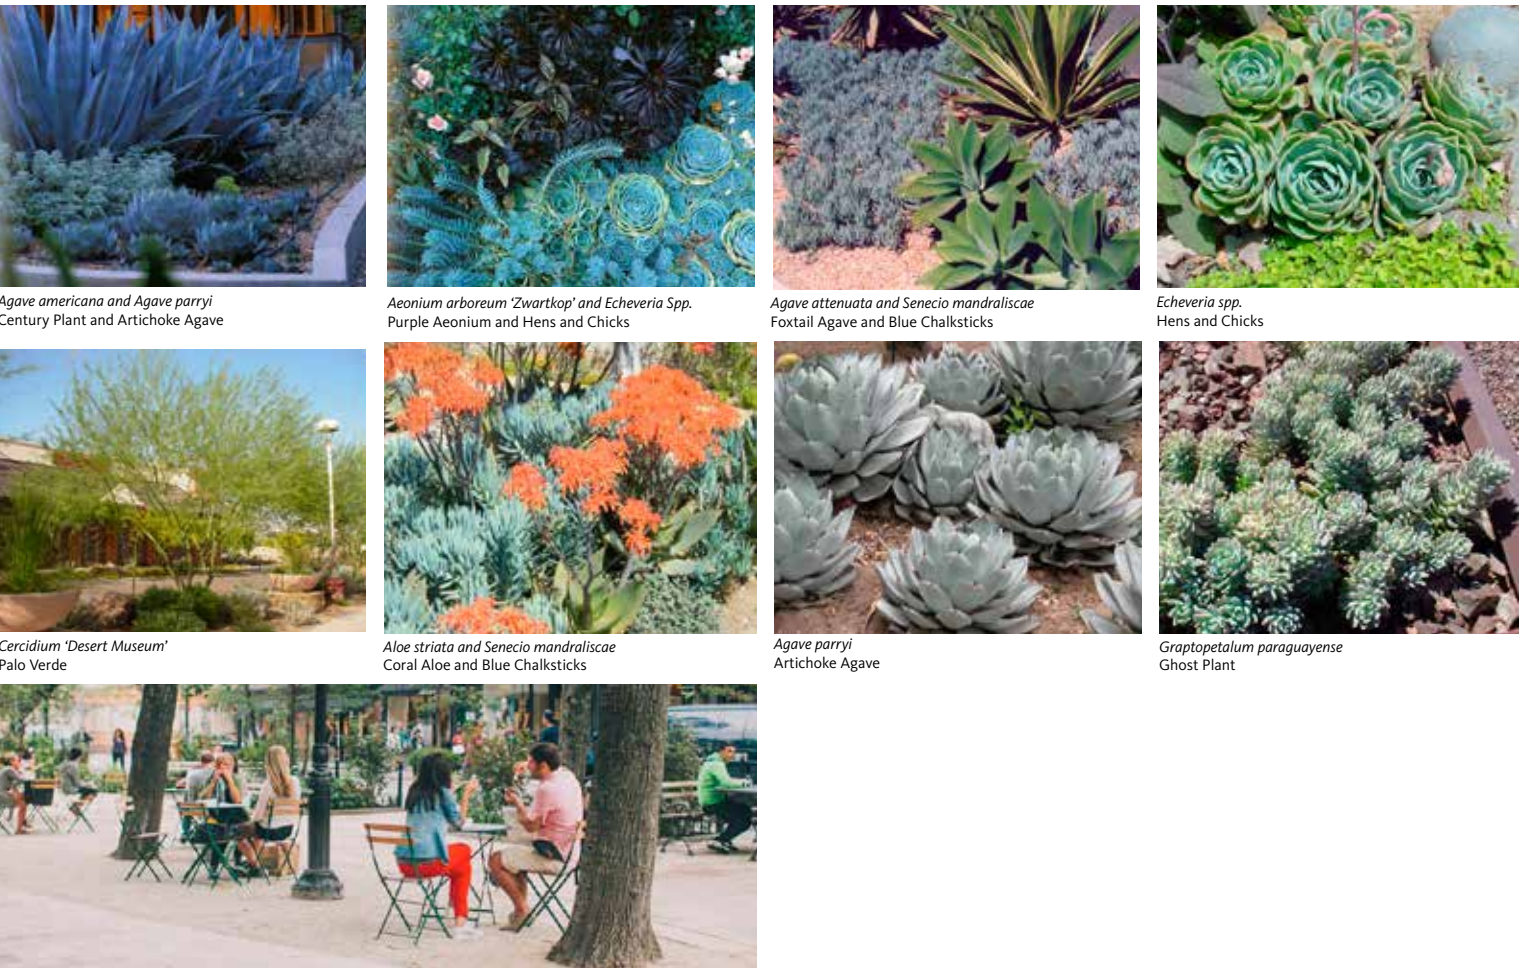 Agave americana and Agave parryi
Century Plant and Artichoke Agave
Aeonium arboreum ‘Zwartkop’ and Echeveria Spp.
Purple Aeonium and Hens and Chicks
Agave attenuata and Senecio mandraliscae
Foxtail Agave and Blue Chalksticks
Echeveria spp.
Hens and Chicks
Cercidium ‘Desert Museum’
Palo Verde
Aloe striata and Senecio mandraliscae
Coral Aloe and Blue Chalksticks
Agave parryi
Artichoke Agave
Graptopetalum paraguayense
Ghost Plant